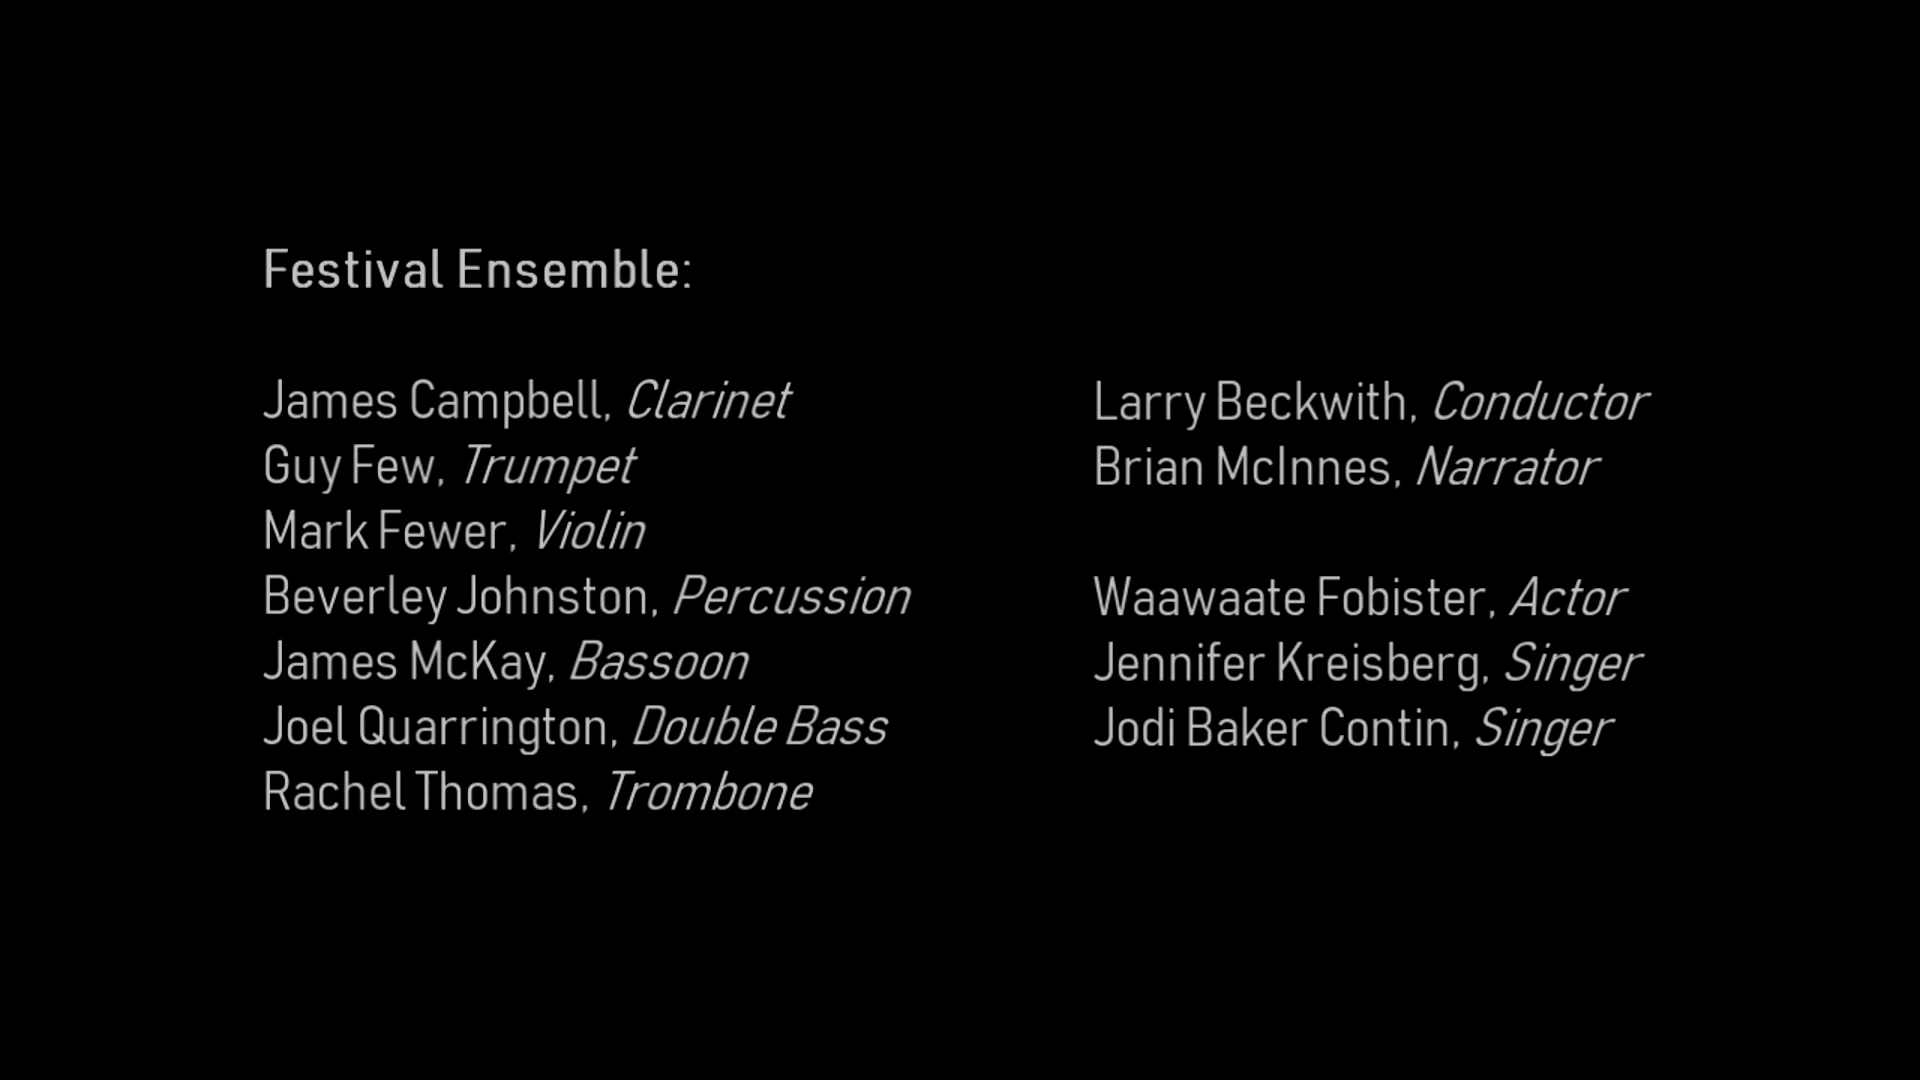 Festival Ensemble:
James Campbell, Clarinet
Guy Few, Trumpet
Mark Fewer, Violin
Beverley Johnston, Percussion
James McKay, Bassoon
Joel Quarrington, Double Bass
Rachel Thomas, Trombone
Larry Beckwith, Conductor
Brian McInnes, Narrator
Waawaate Fobister, Actor
Jennifer Kreisberg, Singer
Jodi Baker Contin, Singer